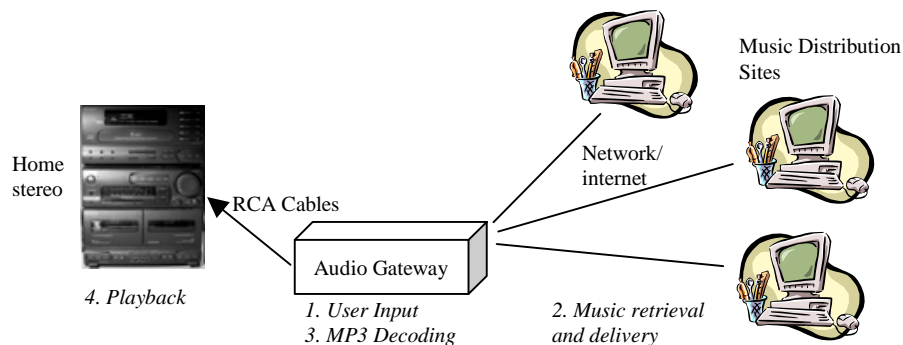 Music Distribution
Sites
Home
stereo
Network/
internet
RCA Cables
Audio Gateway
4. Playback
1. User Input
3. MP3 Decoding
2. Music retrieval
and delivery